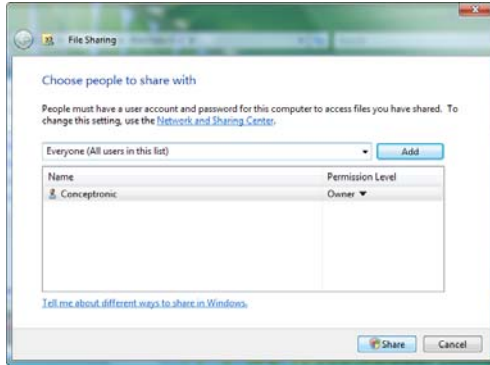 File Sharing
Choose people to share with
People must have a user account and password for this computer to access files you have shared. To
change this setting, use the Network and Sharing Center.
Everyone (All users in this list)
Add
Name Permission Level
Conceptronic Owner
Tell me about different ways to share in Windows.
Share Cancel